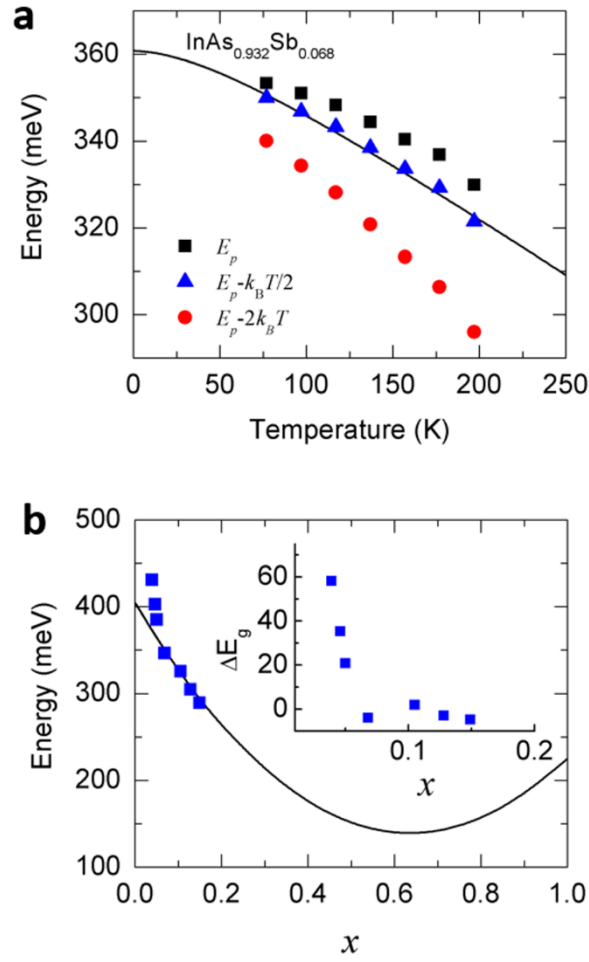 a
InAs0.932Sb0.068
360
340
320
300
Energy (meV)
Ep
Ep-kBT/2
Ep-2kBT
0 50 100 150 200 250
Temperature (K)
b
500
400
300
200
100
Energy (meV)
60
40
20
0
ΔEg
0.1 0.2
x
0.0 0.2 0.4 0.6 0.8 1.0
x